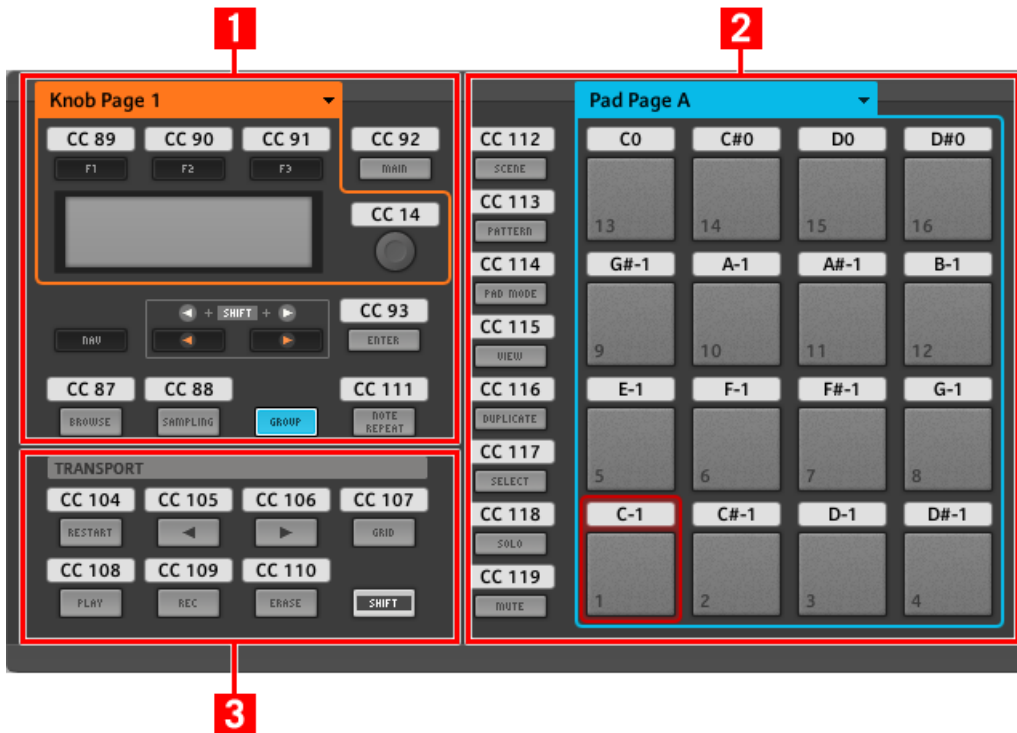 1
2
Knob Page 1
CC 89 CC 90 CC 91 CC 92
F1 F2 F3 MAIN
CC 14
+ SHIFT +
CC 93
NAV ENTER
CC 87 CC 88 CC 111
BROWSE SAMPLING GROUP NOTE REPEAT
TRANSPORT
CC 104 CC 105 CC 106 CC 107
RESTART GRID
CC 108 CC 109 CC 110
PLAY REC ERASE SHIFT
CC 112
SCENE
CC 113
PATTERN
CC 114
PAD MODE
CC 115
VIEW
CC 116
DUPLICATE
CC 117
SELECT
CC 118
SOLO
CC 119
MUTE
Pad Page A
C0 C#0 D0 D#0
13 14 15 16
G#-1 A-1 A#-1 B-1
9 10 11 12
E-1 F-1 F#-1 G-1
5 6 7 8
C-1 C#-1 D-1 D#-1
1 2 3 4
3